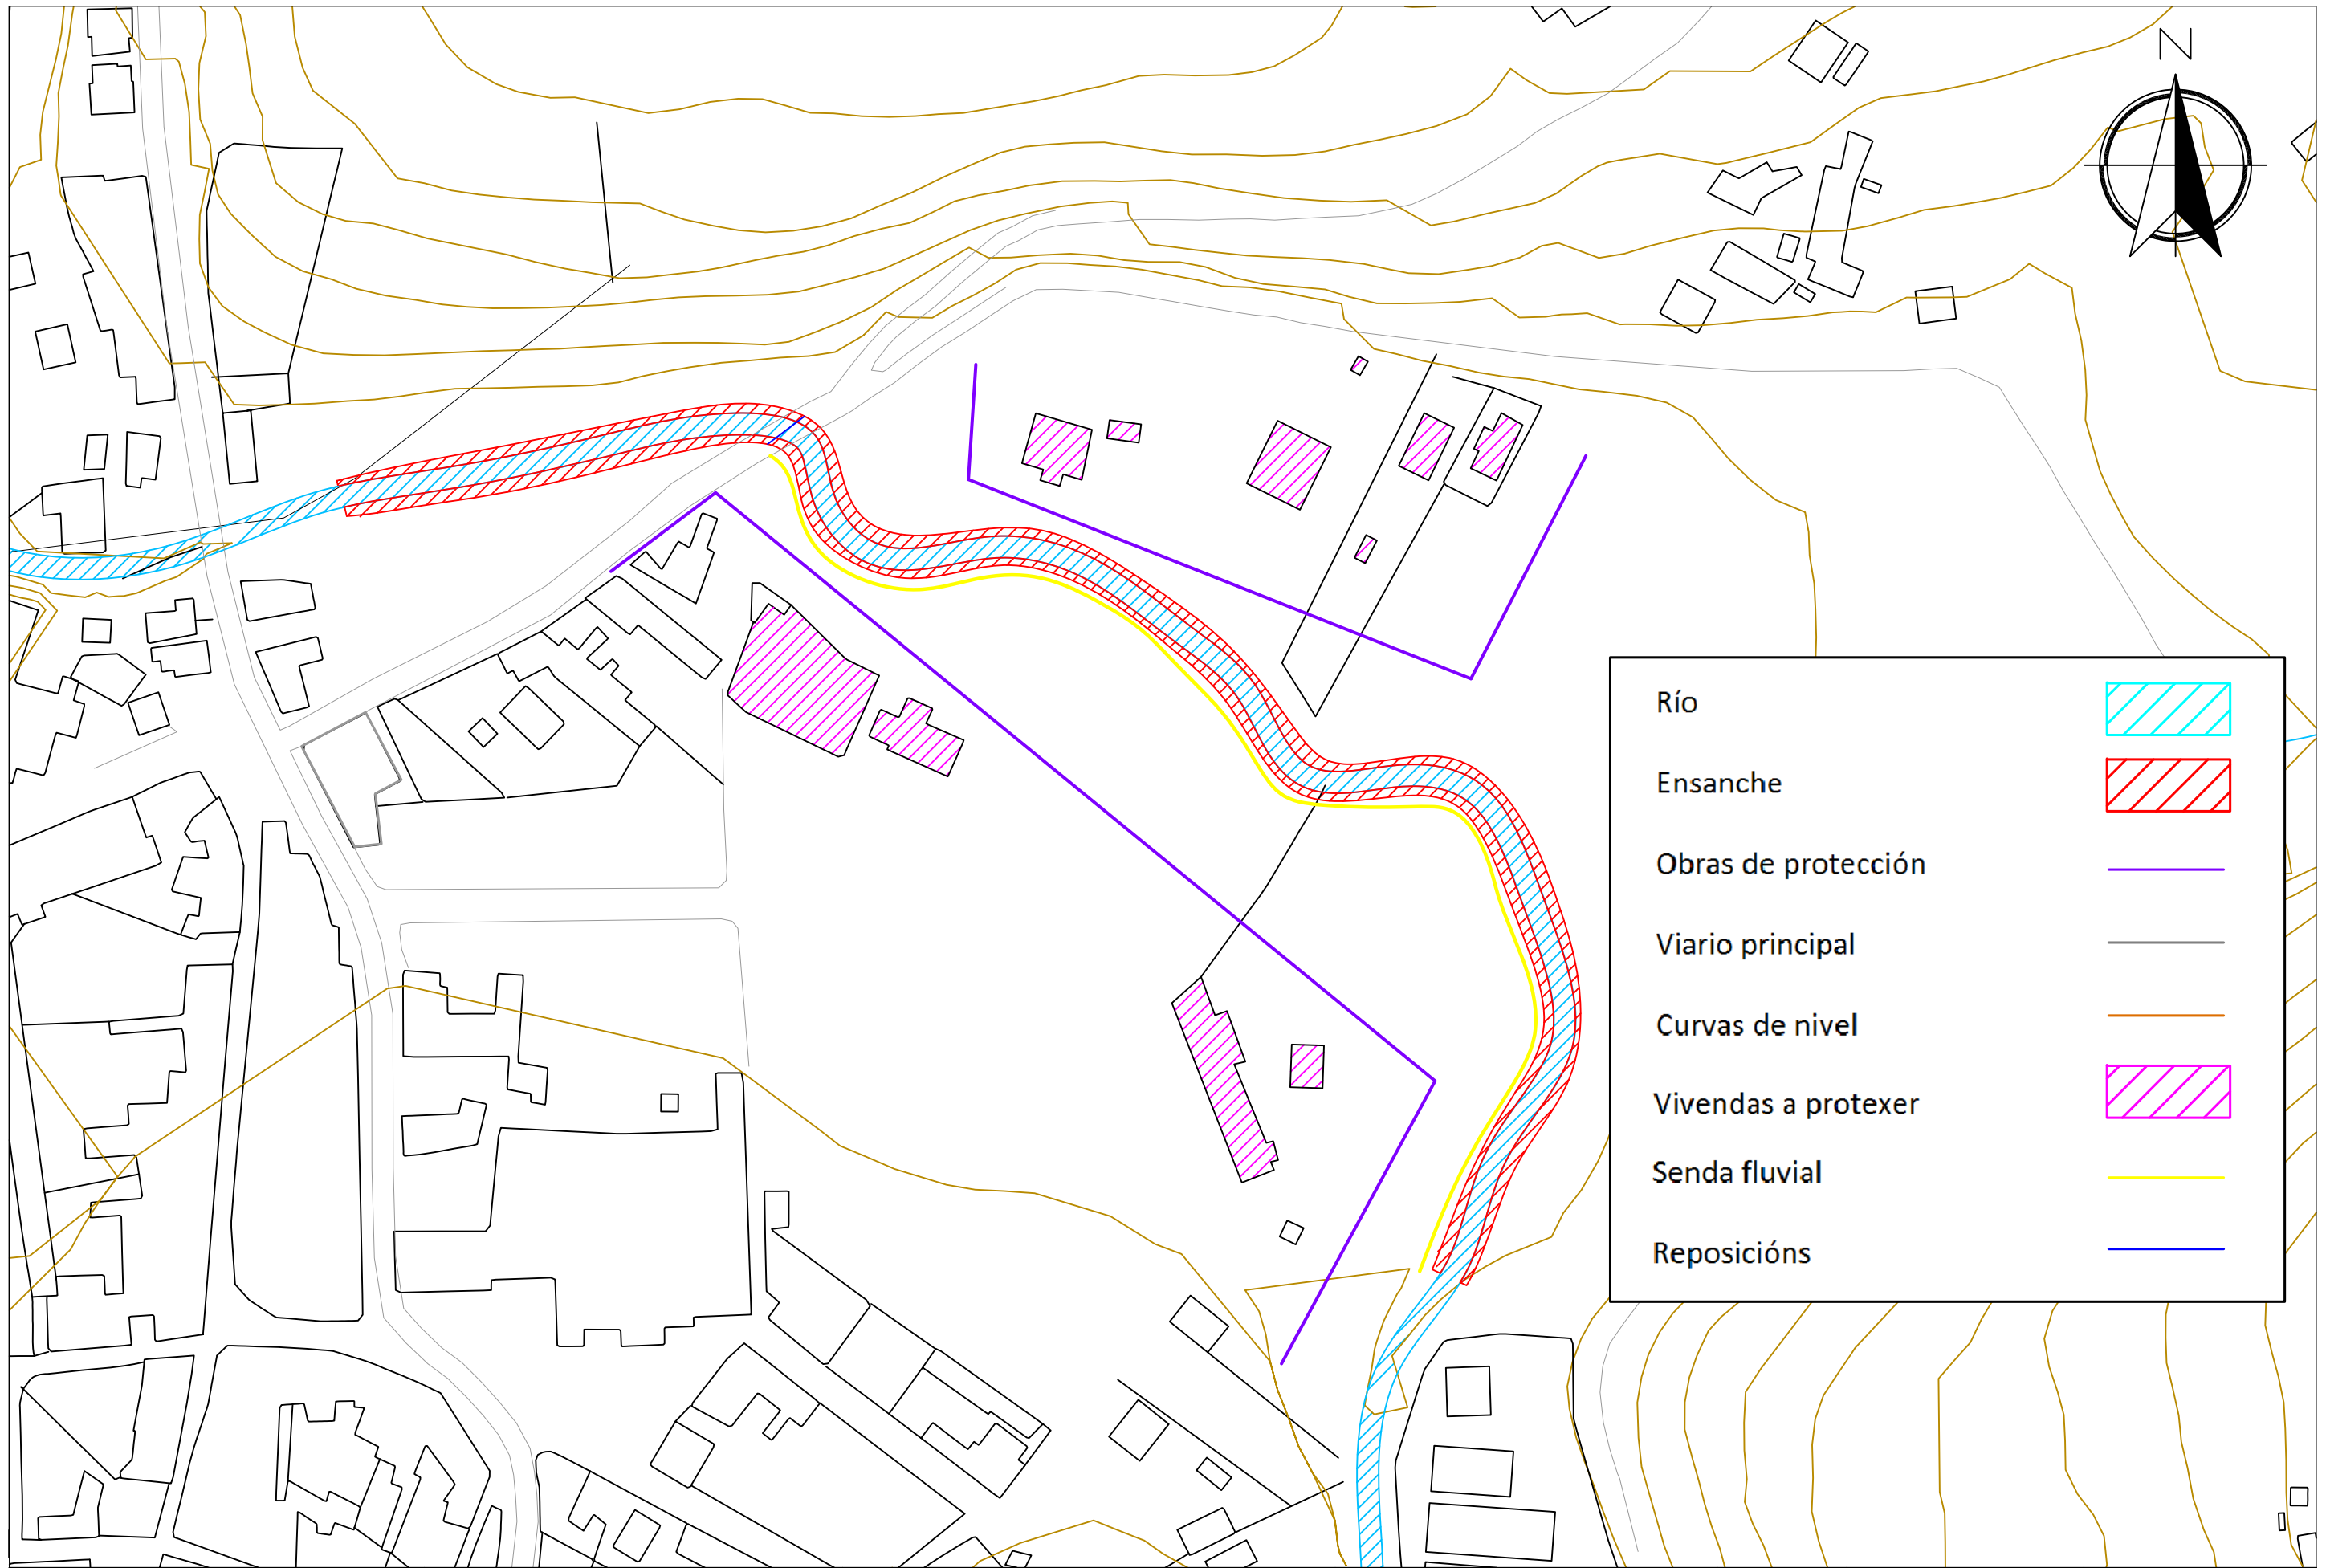 N
Río
Ensanche
Obras de protección
Viario principal
Curvas de nivel
Vivendas a protexer
Senda fluvial
Reposicións